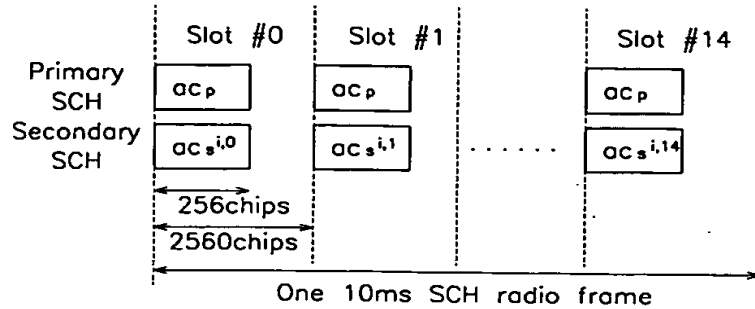 Slot #0 Slot #1 Slot #14
Primary SCH acp acp acp
Secondary SCH acs i,0 acs i,1 ...... acs i,14
256chips
2560chips
One 10ms SCH radio frame